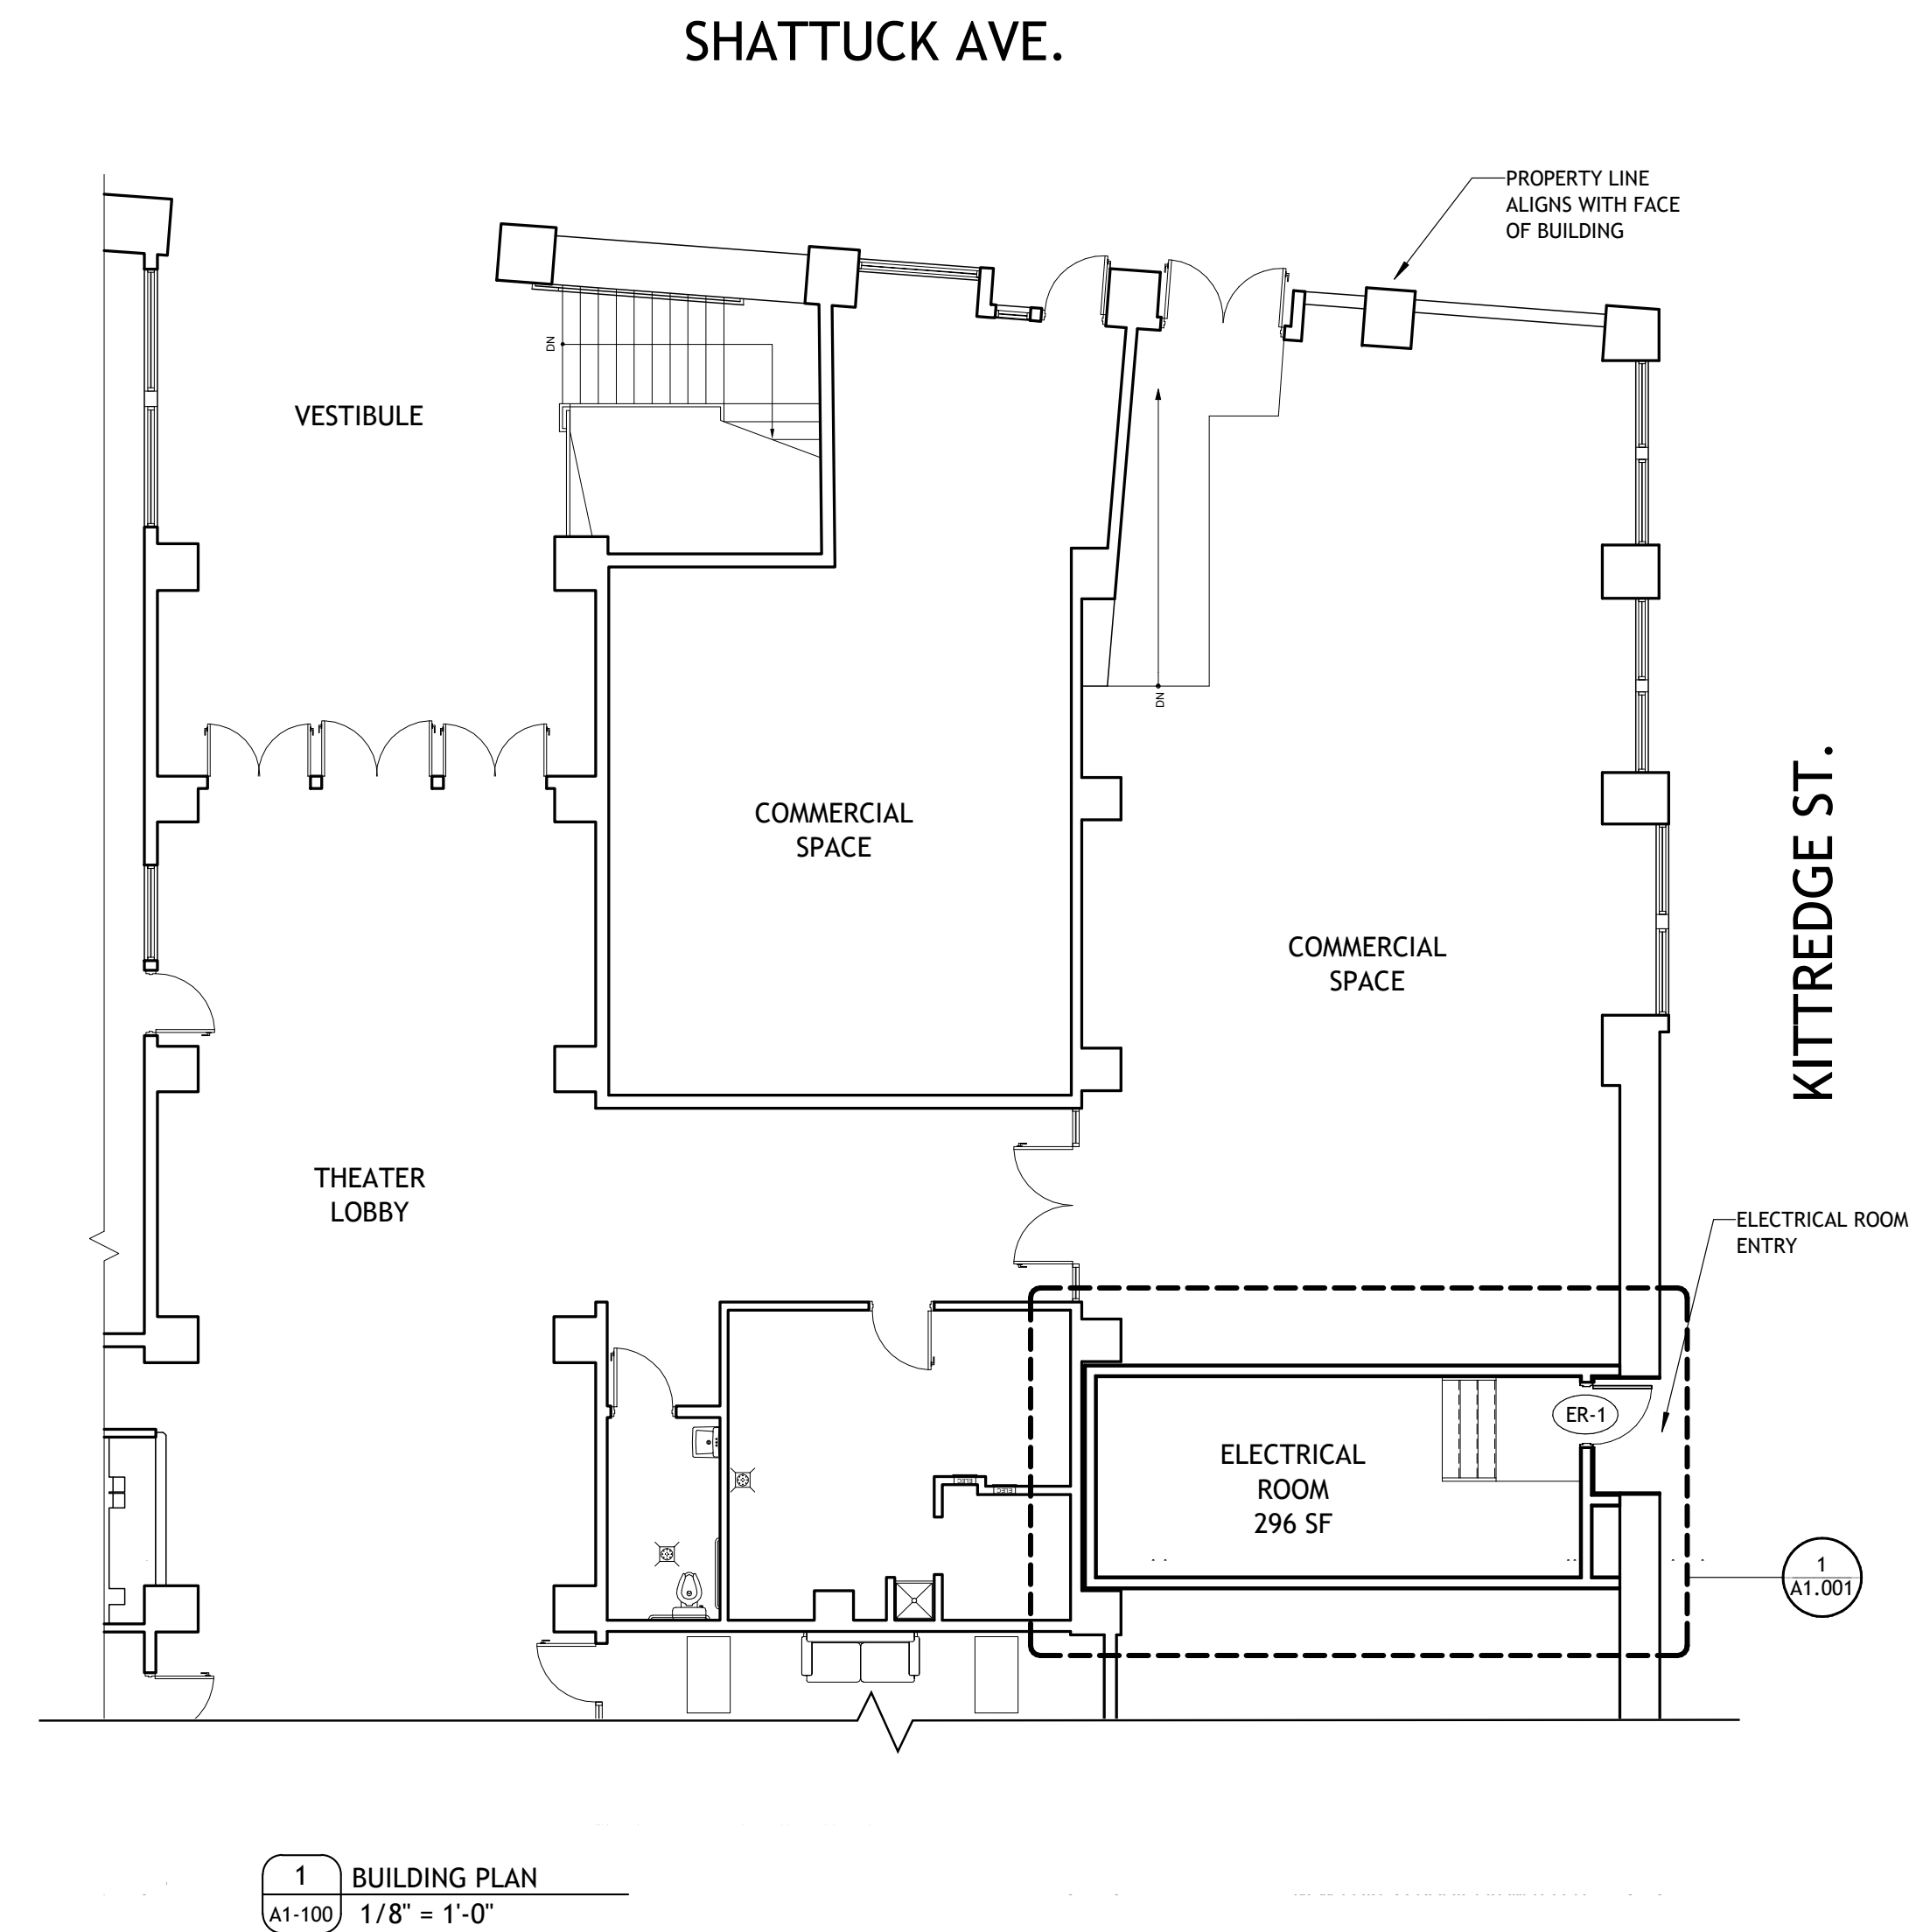 SHATTUCK AVE.
PROPERTY LINE
ALIGNS WITH FACE
OF BUILDING
DN
VESTIBULE
DN
COMMERCIAL
SPACE
COMMERCIAL
SPACE
KITTREDGE ST.
THEATER
LOBBY
ELECTRICAL ROOM
ENTRY
ER-1
ELECTRICAL
ROOM
296 SF
ELEC
ELEC
1
A1.001
1
BUILDING PLAN
A1-100
1/8" = 1'-0"